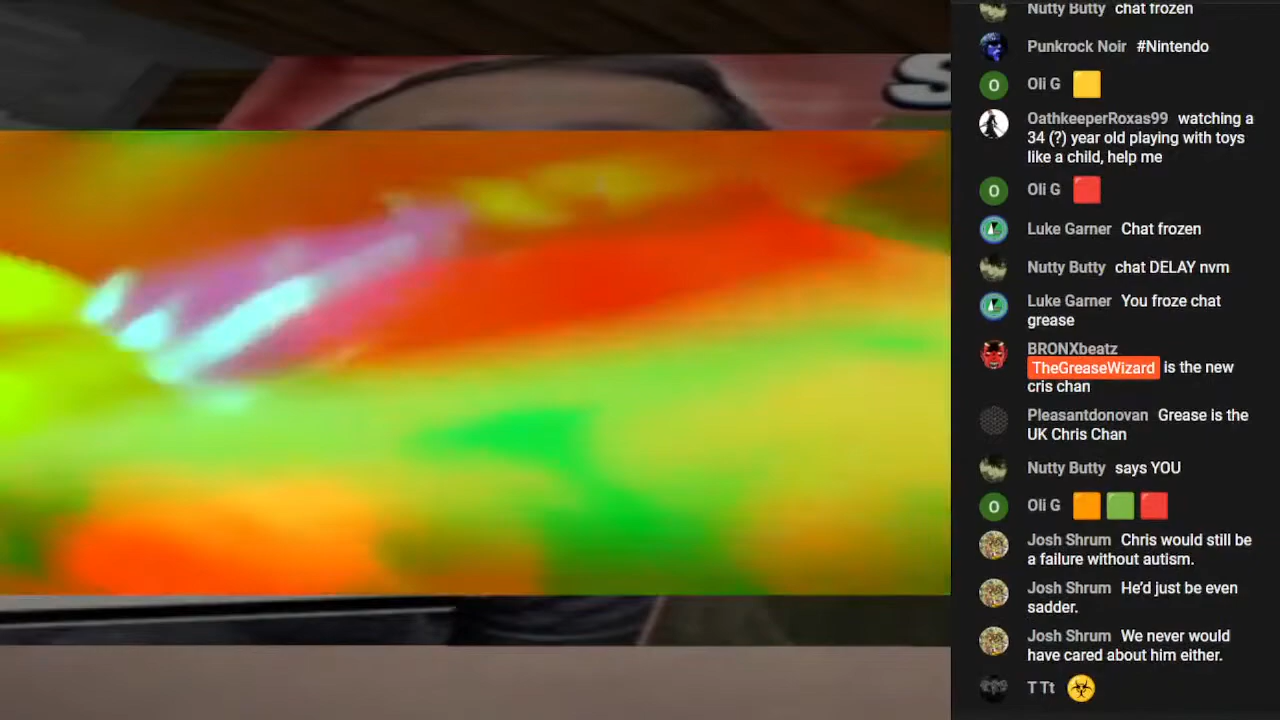 Nutty Butty chat frozen
S
Punkrock Noir #Nintendo
O Oli G
OathkeeperRoxas99 watching a
34 (?) year old playing with toys
like a child, help me
O Oli G
Luke Garner Chat frozen
Nutty Butty chat DELAY nvm
Luke Garner You froze chat
grease
BRONXbeatz
TheGreaseWizard is the new
cris chan
Pleasantdonovan Grease is the
UK Chris Chan
Nutty Butty says YOU
O Oli G
Josh Shrum Chris would still be
a failure without autism.
Josh Shrum He'd just be even
sadder.
Josh Shrum We never would
have cared about him either.
T Tt